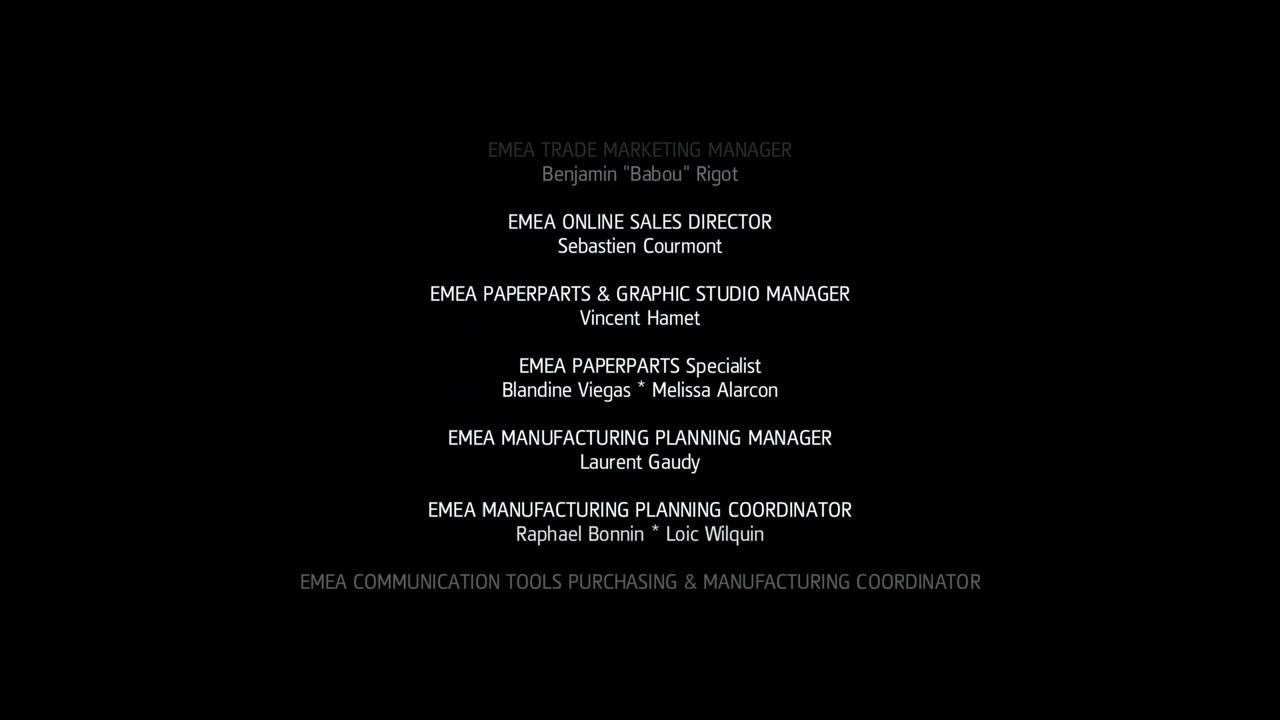 EMEA TRADE MARKETING MANAGER
Benjamin "Babou" Rigot
EMEA ONLINE SALES DIRECTOR
Sebastien Courmont
EMEA PAPERPARTS & GRAPHIC STUDIO MANAGER
Vincent Hamet
EMEA PAPERPARTS Specialist
Blandine Viegas * Melissa Alarcon
EMEA MANUFACTURING PLANNING MANAGER
Laurent Gaudy
EMEA MANUFACTURING PLANNING COORDINATOR
Raphael Bonnin * Loic Wilquin
EMEA COMMUNICATION TOOLS PURCHASING & MANUFACTURING COORDINATOR